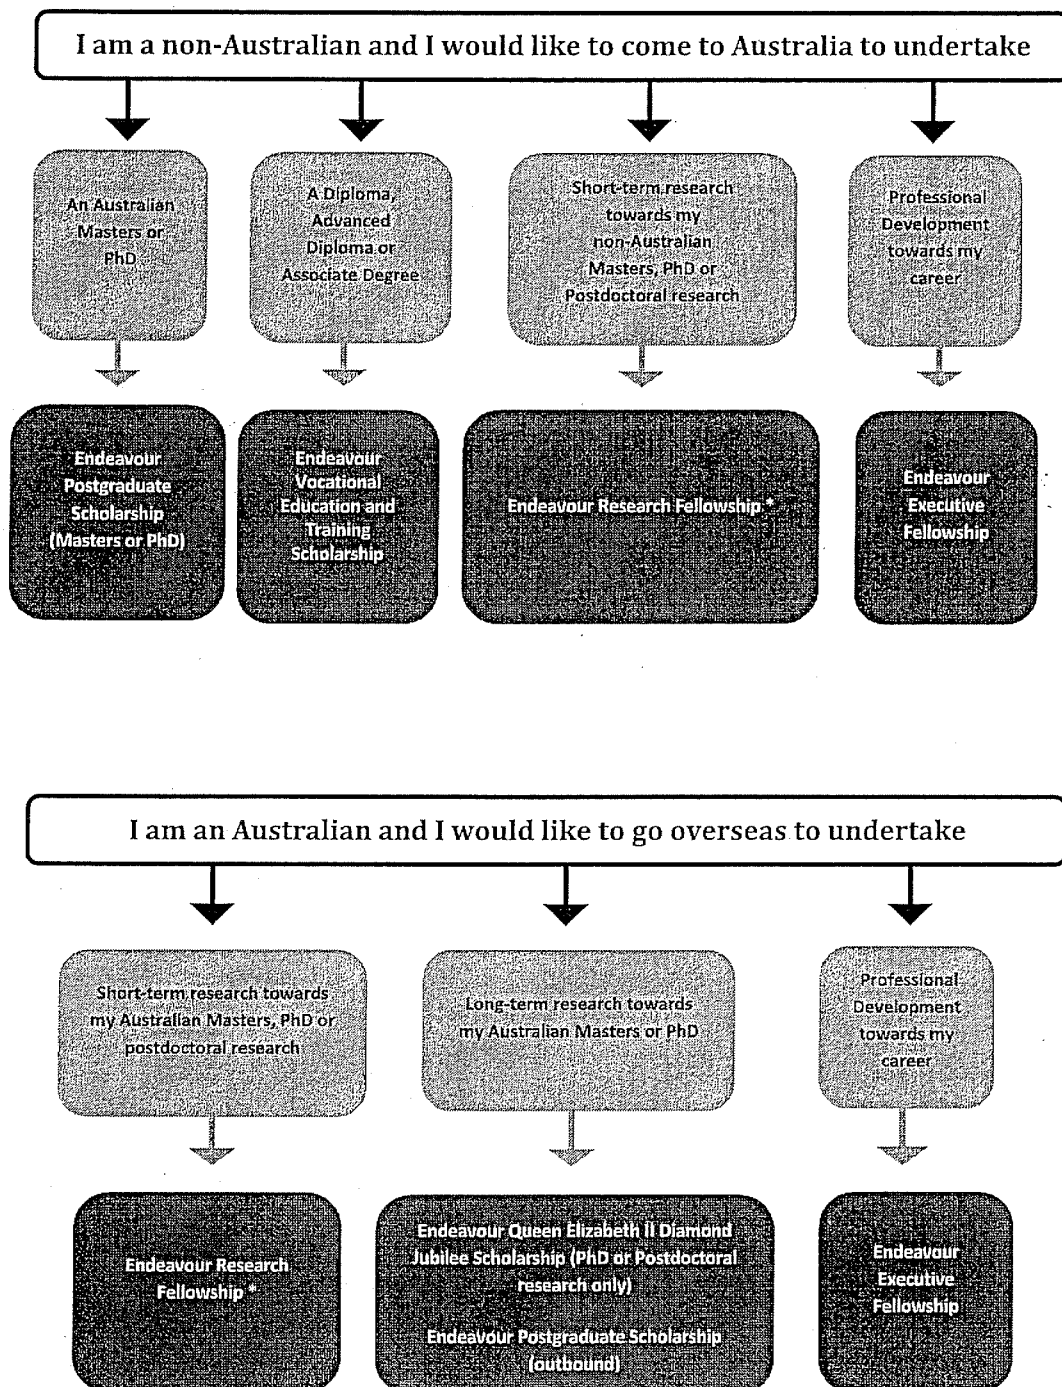 I am a non-Australian and I would like to come to Australia to undertake
An Australian
Masters or
PhD
A Diploma,
Advanced
Diploma or
Associate Degree
Short-term research
towards my
non-Australian
Masters, PhD or
Postdoctoral research
Professional
Development
towards my
career
Endeavour
Postgraduate
Scholarship
(Masters or PhD)
Endeavour
Vocational
Education and
Training
Scholarship
Endeavour Research Fellowship *
Endeavour
Executive
Fellowship
I am an Australian and I would like to go overseas to undertake
Short-term research towards
my Australian Masters, PhD or
postdoctoral research
Long-term research towards
my Australian Masters or PhD
Professional
Development
towards my
career
Endeavour Research
Fellowship *
Endeavour Queen Elizabeth II Diamond
Jubilee Scholarship (PhD or Postdoctoral
research only)
Endeavour Postgraduate Scholarship
(outbound)
Endeavour
Executive
Fellowship